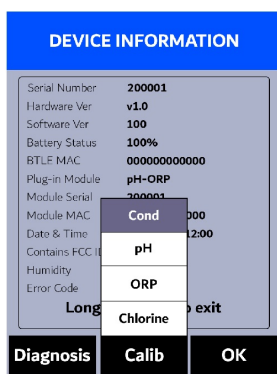 DEVICE INFORMATION
Serial Number 200001
Hardware Ver v1.0
Software Ver 100
Battery Status 100%
BTLE MAC 000000000000
Plug-in Module pH-ORP
Module Serial 200001
Module MAC 000
Date & Time 12:00
Contains FCC
Humidity
Error Code
Long exit
Cond
pH
ORP
Chlorine
Diagnosis Calib OK